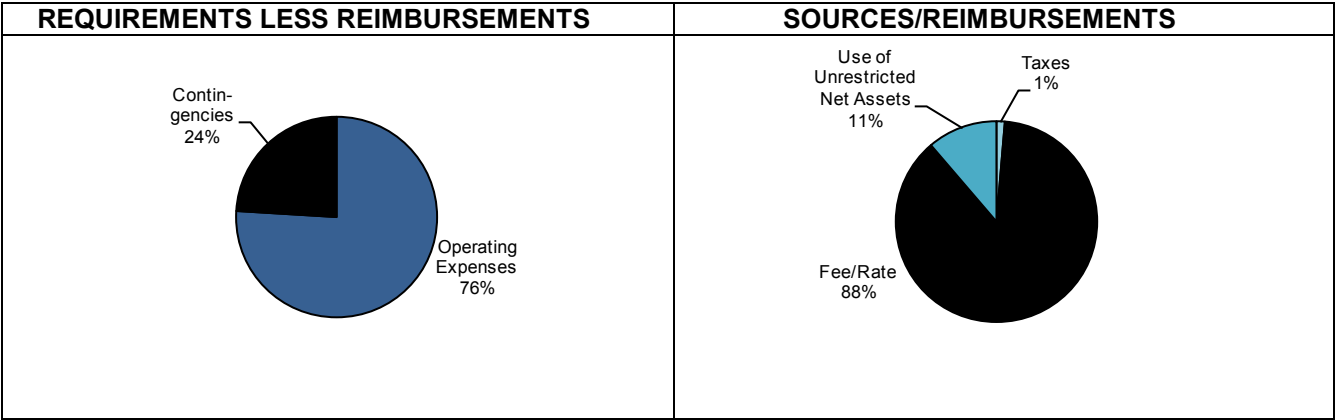 REQUIREMENTS LESS REIMBURSEMENTS
Contin-
gencies
24%
Operating
Expenses
76%
SOURCES/REIMBURSEMENTS
Use of
Unrestricted
Net Assets
11%
Taxes
1%
Fee/Rate
88%